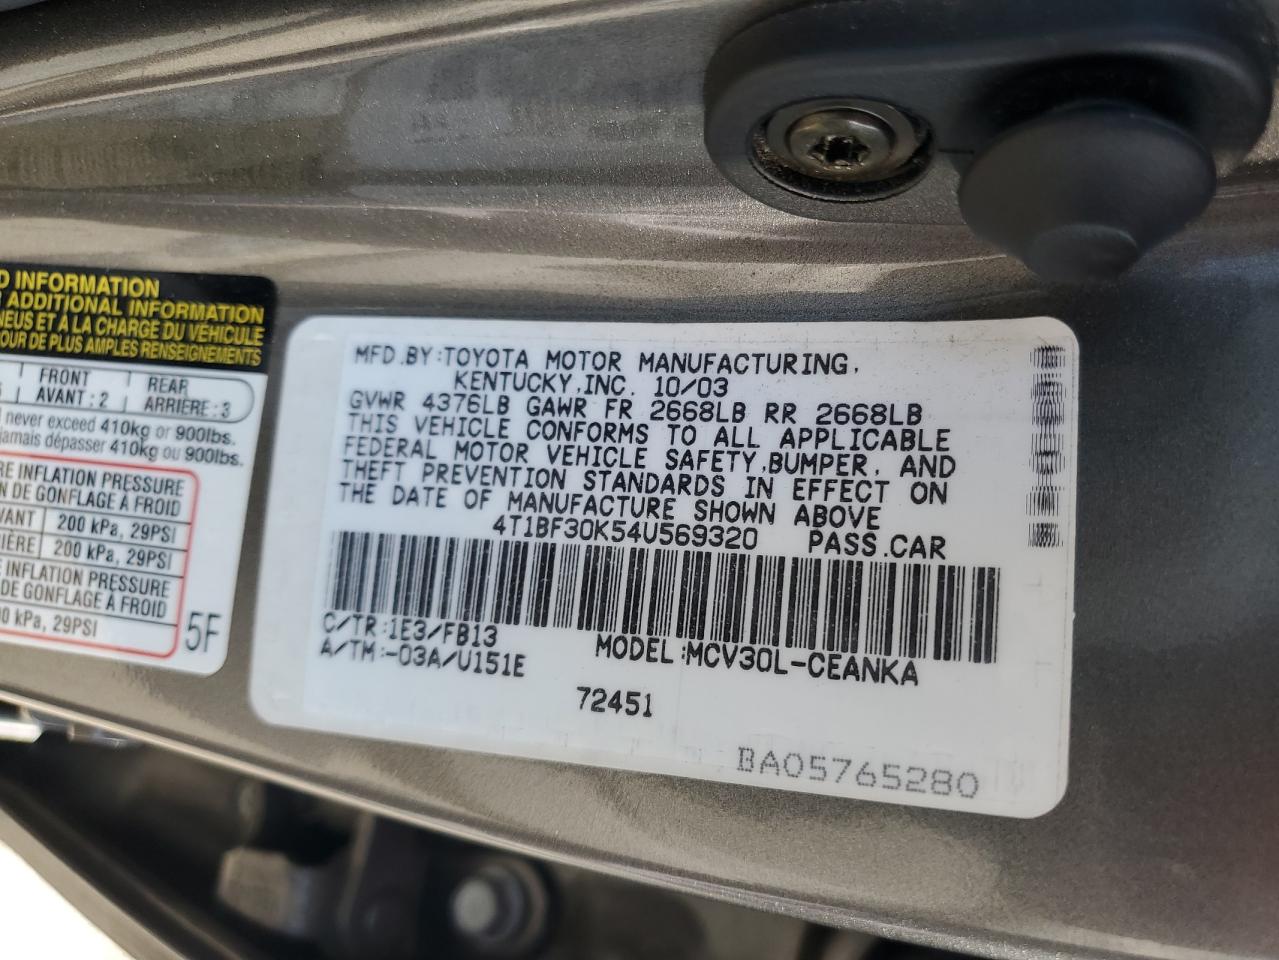 D INFORMATION
ADDITIONAL INFORMATION
NEUS ET À LA CHARGE DU VÉHICULE
OUR DE PLUS AMPLES RENSEIGNEMENTS
FRONT
AVANT : 2
REAR
ARRIÈRE : 3
never exceed 410kg or 900lbs.
jamais dépasser 410kg ou 900lbs.
RE INFLATION PRESSURE
N DE GONFLAGE À FROID
VANT 200 kPa, 29PSI
RIÈRE 200 kPa, 29PSI
E INFLATION PRESSURE
DE GONFLAGE À FROID
0 kPa, 29PSI
5F
MFD.BY:TOYOTA MOTOR MANUFACTURING,
KENTUCKY,INC. 10/03
GVWR 4376LB GAWR FR 2668LB RR 2668LB
THIS VEHICLE CONFORMS TO ALL APPLICABLE
FEDERAL MOTOR VEHICLE SAFETY,BUMPER, AND
THEFT PREVENTION STANDARDS IN EFFECT ON
THE DATE OF MANUFACTURE SHOWN ABOVE
4T1BF30K54U569320 PASS.CAR
C/TR:1E3/FB13
A/TM:-03A/U151E
MODEL:MCV30L-CEANKA
72451
BA05765280